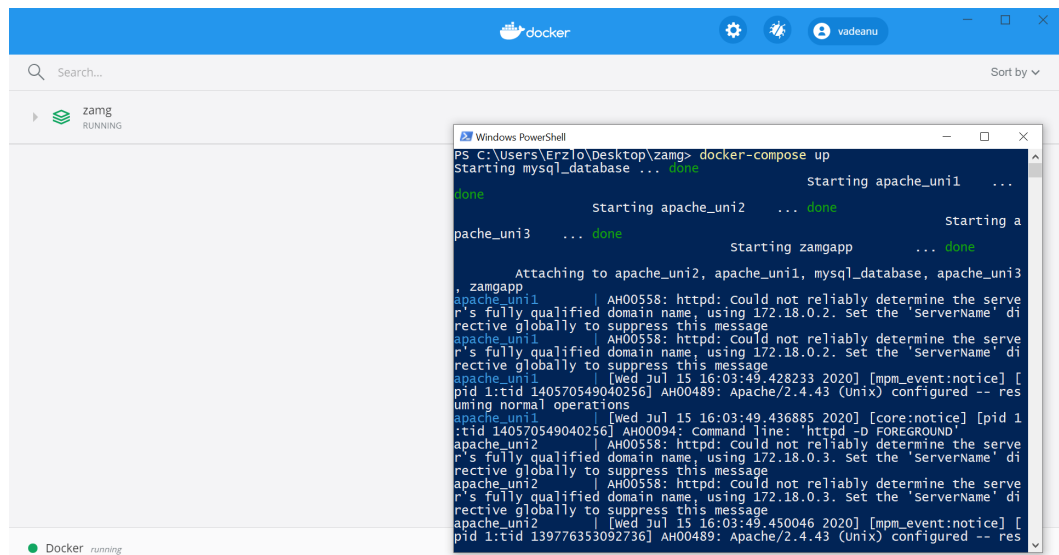 docker
vadeanu
Search...
Sort by
zamg
RUNNING
Windows PowerShell
PS C:\Users\Erzlo\Desktop\zamg> docker-compose up
Starting mysql_database ... done
Starting apache_uni1 ...
done
Starting apache_uni2 ... done
Starting a
pache_uni3 ... done
Starting zamgapp ... done
Attaching to apache_uni2, apache_uni1, mysql_database, apache_uni3
, zamgapp
apache_uni1 | AH00558: httpd: Could not reliably determine the serve
r's fully qualified domain name, using 172.18.0.2. Set the 'ServerName' di
rective globally to suppress this message
apache_uni1 | AH00558: httpd: Could not reliably determine the serve
r's fully qualified domain name, using 172.18.0.2. Set the 'ServerName' di
rective globally to suppress this message
apache_uni1 | [Wed Jul 15 16:03:49.428233 2020] [mpm_event:notice] [
pid 1:tid 140570549040256] AH00489: Apache/2.4.43 (Unix) configured -- res
uming normal operations
apache_uni1 | [Wed Jul 15 16:03:49.436885 2020] [core:notice] [pid 1
:tid 140570549040256] AH00094: Command line: 'httpd -D FOREGROUND'
apache_uni2 | AH00558: httpd: Could not reliably determine the serve
r's fully qualified domain name, using 172.18.0.3. Set the 'ServerName' di
rective globally to suppress this message
apache_uni2 | AH00558: httpd: Could not reliably determine the serve
r's fully qualified domain name, using 172.18.0.3. Set the 'ServerName' di
rective globally to suppress this message
apache_uni2 | [Wed Jul 15 16:03:49.450046 2020] [mpm_event:notice] [
pid 1:tid 139776353092736] AH00489: Apache/2.4.43 (Unix) configured -- res
Docker running